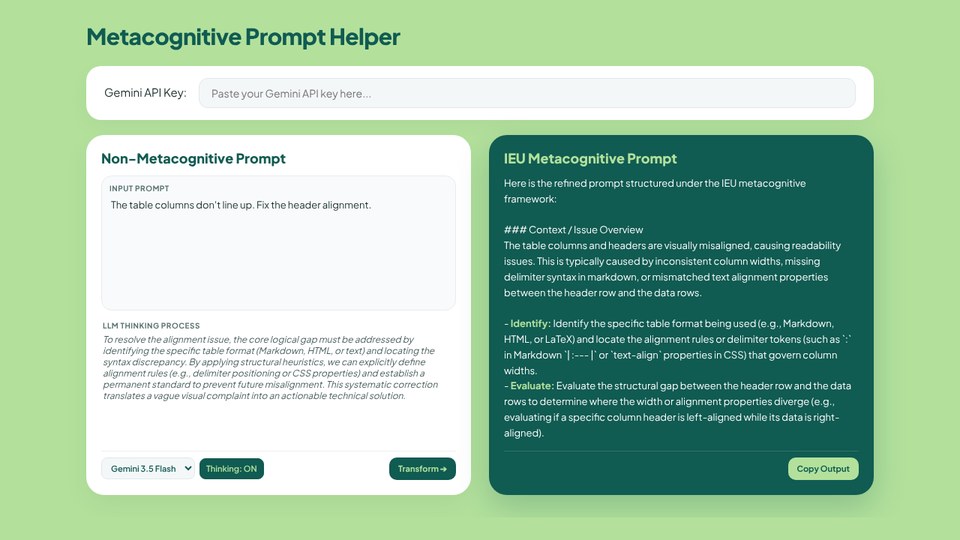 Metacognitive Prompt Helper
Gemini API Key:
Paste your Gemini API key here...
Non-Metacognitive Prompt
INPUT PROMPT
The table columns don't line up. Fix the header alignment.
LLM THINKING PROCESS
To resolve the alignment issue, the core logical gap must be addressed by
identifying the specific table format (Markdown, HTML, or text) and locating the
syntax discrepancy. By applying structural heuristics, we can explicitly define
alignment rules (e.g., delimiter positioning or CSS properties) and establish a
permanent standard to prevent future misalignment. This systematic correction
translates a vague visual complaint into an actionable technical solution.
Gemini 3.5 Flash
Thinking: ON
Transform ➔
IEU Metacognitive Prompt
Here is the refined prompt structured under the IEU metacognitive
framework:
### Context / Issue Overview
The table columns and headers are visually misaligned, causing readability
issues. This is typically caused by inconsistent column widths, missing
delimiter syntax in markdown, or mismatched text alignment properties
between the header row and the data rows.
- Identify: Identify the specific table format being used (e.g., Markdown,
HTML, or LaTeX) and locate the alignment rules or delimiter tokens (such as `:`
in Markdown `| :--- |` or `text-align` properties in CSS) that govern column
widths.
- Evaluate: Evaluate the structural gap between the header row and the data
rows to determine where the width or alignment properties diverge (e.g.,
evaluating if a specific column header is left-aligned while its data is right-
aligned).
Copy Output